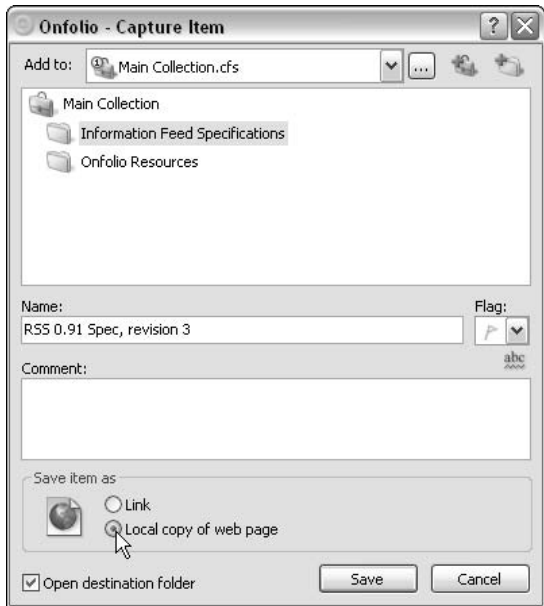 Onfolio - Capture Item
Add to: Main Collection.cfs ...
Main Collection
Information Feed Specifications
Onfolio Resources
Name: Flag:
RSS 0.91 Spec, revision 3
abc
Comment:
Save item as
Link
Local copy of web page
Open destination folder Save Cancel